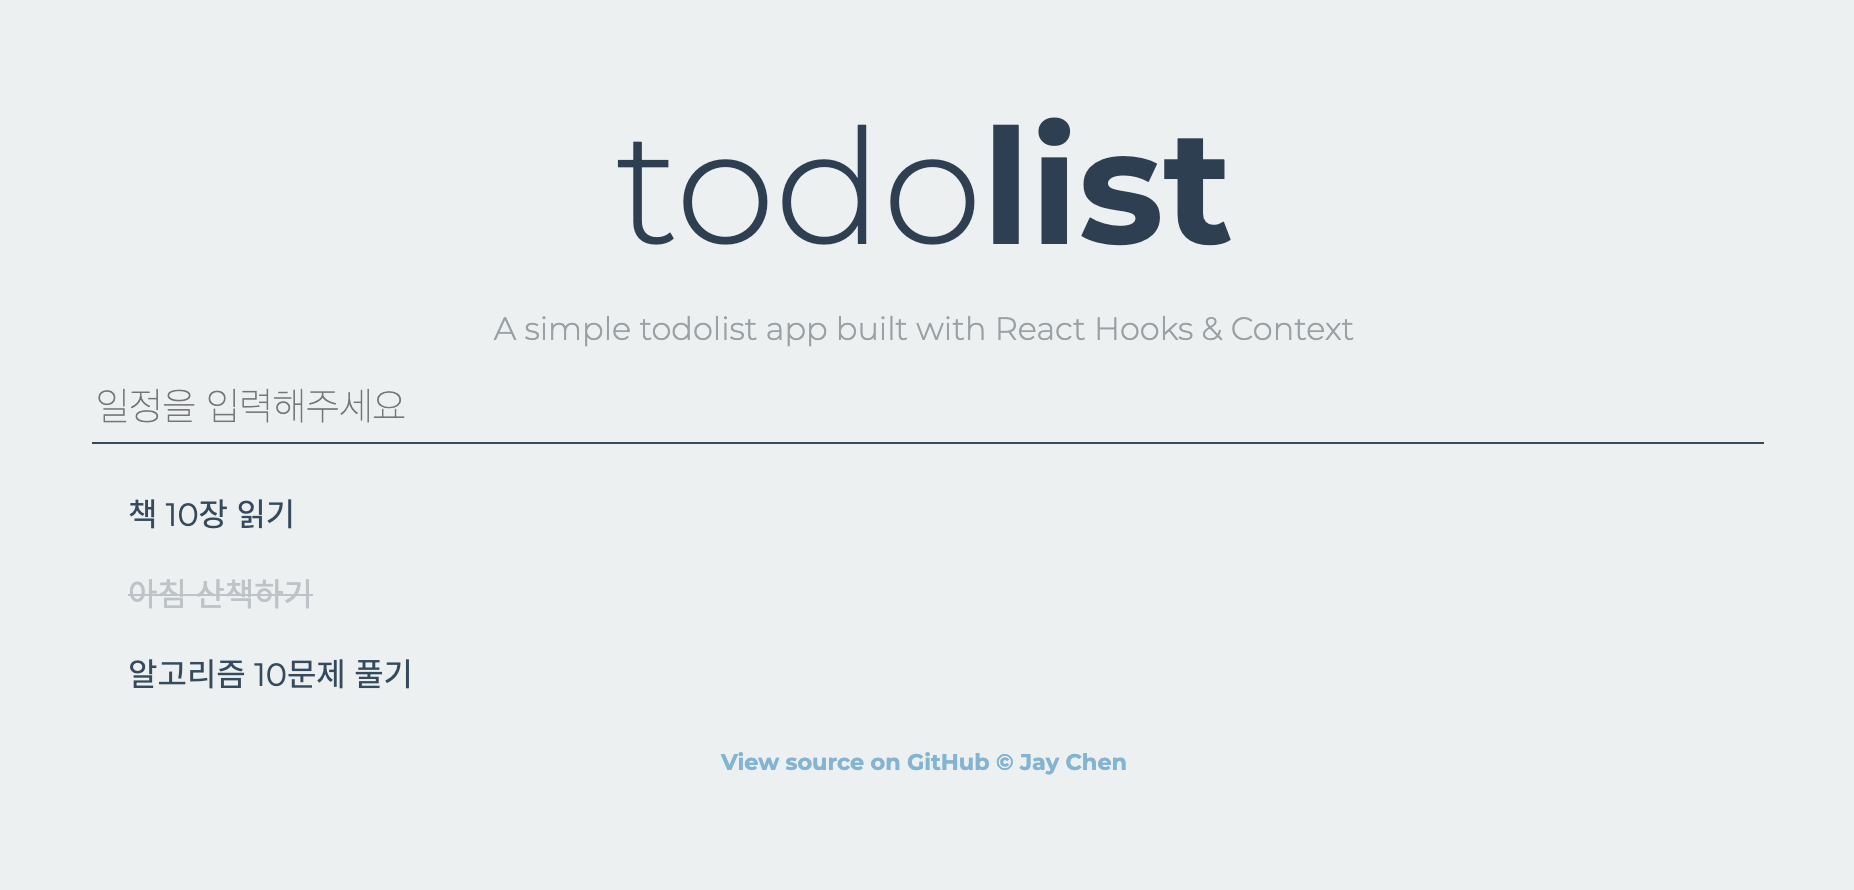 todolist
A simple todolist app built with React Hooks & Context
일정을 입력해주세요
책 10장 읽기
아침 산책하기
알고리즘 10문제 풀기
View source on GitHub © Jay Chen